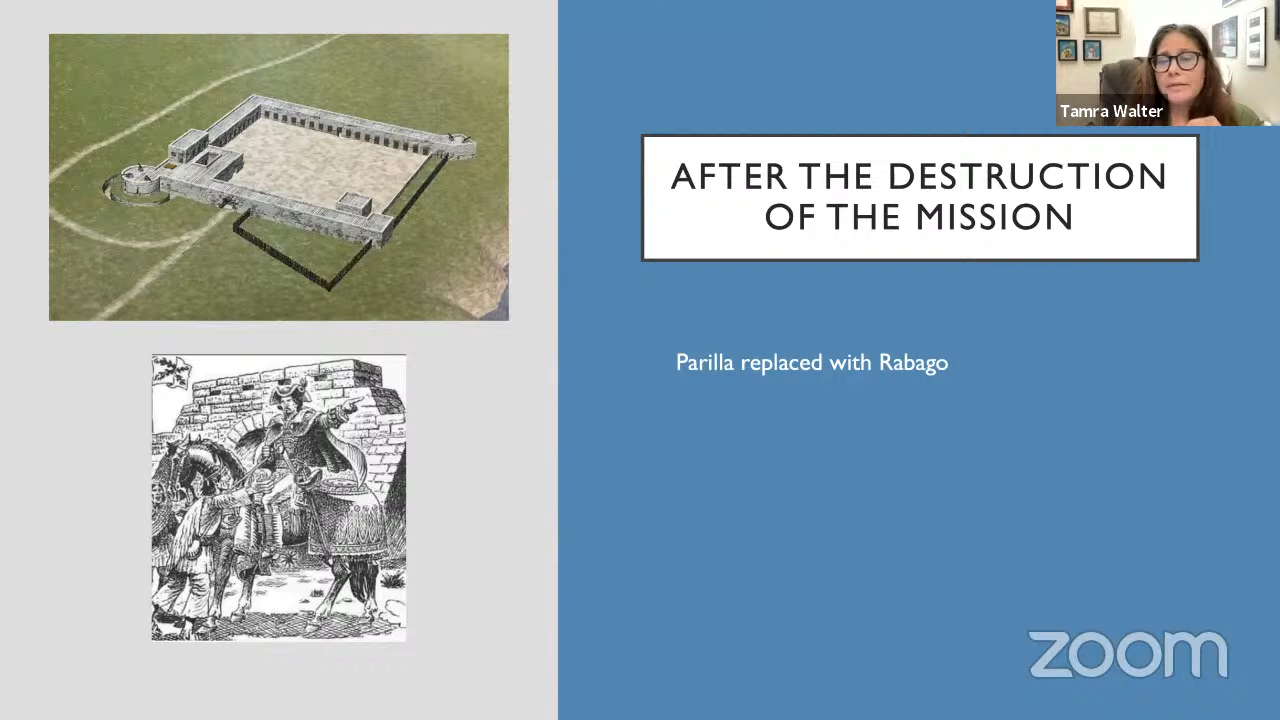 Tamra Walter
AFTER THE DESTRUCTION
OF THE MISSION
Parilla replaced with Rabago
zoom